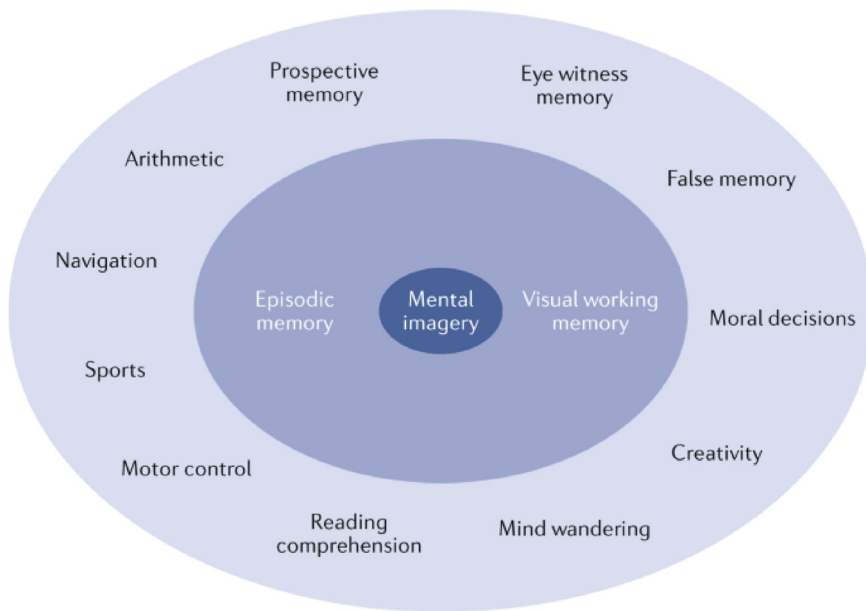 Prospective
memory
Eye witness
memory
Arithmetic
False memory
Navigation
Episodic
memory
Mental
imagery
Visual working
memory
Moral decisions
Sports
Creativity
Motor control
Reading
comprehension
Mind wandering